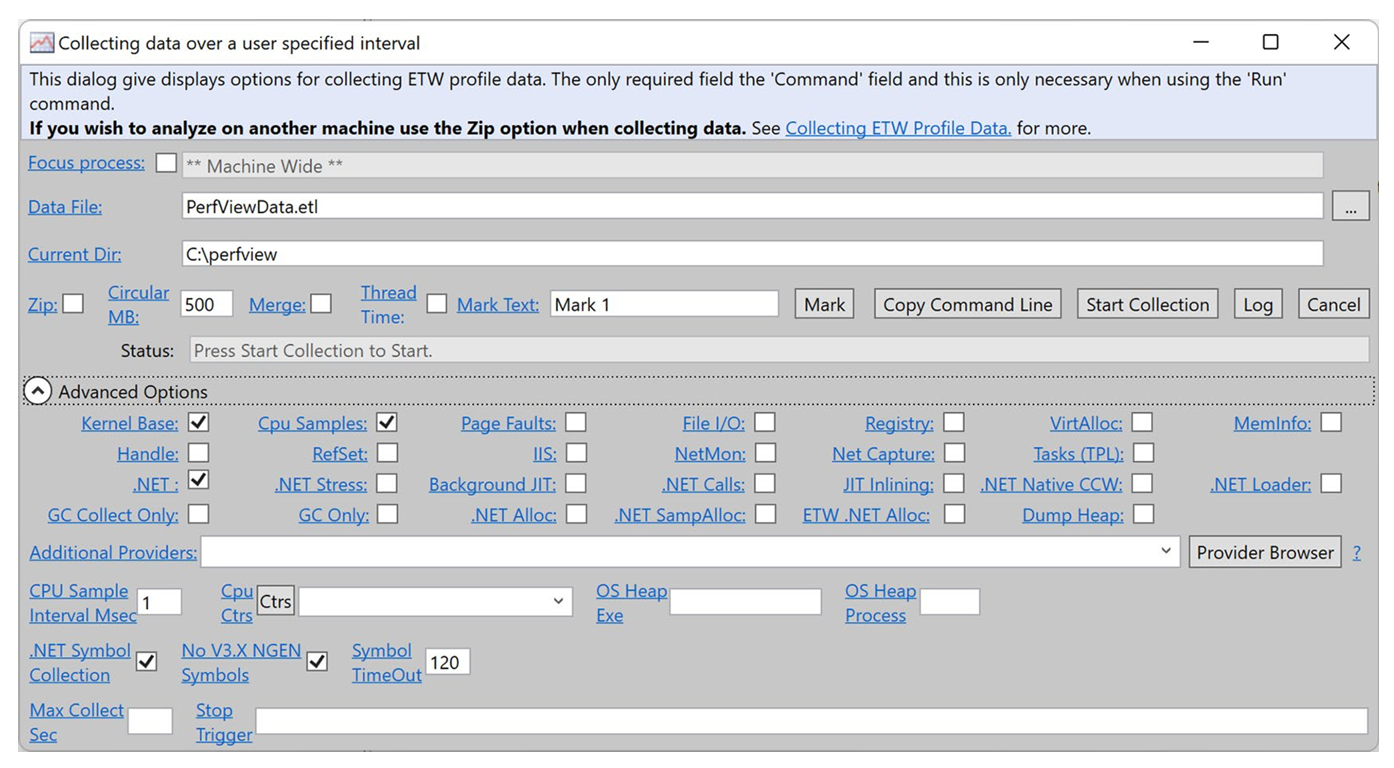 Collecting data over a user specified interval
This dialog give displays options for collecting ETW profile data. The only required field the 'Command' field and this is only necessary when using the 'Run'
command.
If you wish to analyze on another machine use the Zip option when collecting data. See Collecting ETW Profile Data. for more.
Focus process: ** Machine Wide **
Data File: PerfViewData.etl ...
Current Dir: C:\perfview
Zip: Circular MB: 500 Merge: Thread Time: Mark Text: Mark 1 Mark Copy Command Line Start Collection Log Cancel
Status: Press Start Collection to Start.
Advanced Options
Kernel Base: Cpu Samples: Page Faults: File I/O: Registry: VirtAlloc: MemInfo:
Handle: RefSet: IIS: NetMon: Net Capture: Tasks (TPL):
.NET : .NET Stress: Background JIT: .NET Calls: JIT Inlining: .NET Native CCW: .NET Loader:
GC Collect Only: GC Only: .NET Alloc: .NET SampAlloc: ETW .NET Alloc: Dump Heap:
Additional Providers: Provider Browser ?
CPU Sample Interval Msec 1 Cpu Ctrs Ctrs OS Heap Exe OS Heap Process
.NET Symbol Collection No V3.X NGEN Symbols Symbol TimeOut 120
Max Collect Sec Stop Trigger